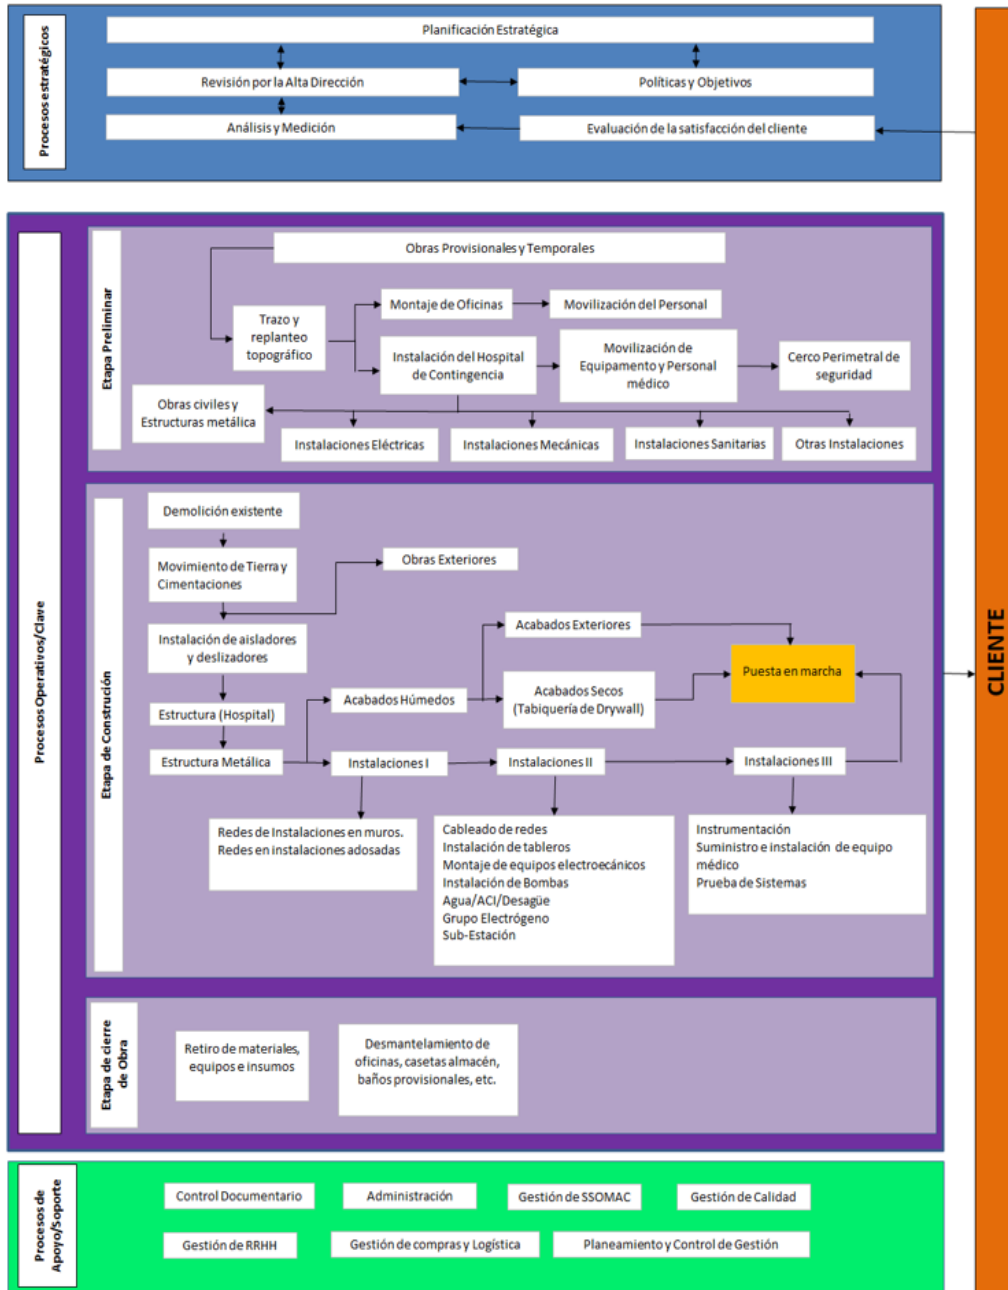 Procesos estratégicos
Planificación Estratégica
Revisión por la Alta Dirección
Políticas y Objetivos
Análisis y Medición
Evaluación de la satisfacción del cliente
CLIENTE
Procesos Operativos/Clave
Etapa Preliminar
Obras Provisionales y Temporales
Trazo y
replanteo
topográfico
Montaje de Oficinas
Movilización del Personal
Instalación del Hospital
de Contingencia
Movilización de
Equipamento y Personal
médico
Cerco Perimetral de
seguridad
Obras civiles y
Estructuras metálica
Instalaciones Eléctricas
Instalaciones Mecánicas
Instalaciones Sanitarias
Otras Instalaciones
Etapa de Construción
Demolición existente
Movimiento de Tierra y
Cimentaciones
Obras Exteriores
Instalación de aisladores
y deslizadores
Acabados Exteriores
Puesta en marcha
Acabados Húmedos
Acabados Secos
(Tabiquería de Drywall)
Estructura (Hospital)
Estructura Metálica
Instalaciones I
Instalaciones II
Instalaciones III
Redes de Instalaciones en muros.
Redes en instalaciones adosadas
Cableado de redes
Instalación de tableros
Montaje de equipos electroecánicos
Instalación de Bombas
Agua/ACI/Desagüe
Grupo Electrógeno
Sub-Estación
Instrumentación
Suministro e instalación de equipo
médico
Prueba de Sistemas
Etapa de cierre
de Obra
Retiro de materiales,
equipos e insumos
Desmantelamiento de
oficinas, casetas almacén,
baños provisionales, etc.
Procesos de
Apoyo/Soporte
Control Documentario
Administración
Gestión de SSOMAC
Gestión de Calidad
Gestión de RRHH
Gestión de compras y Logística
Planeamiento y Control de Gestión